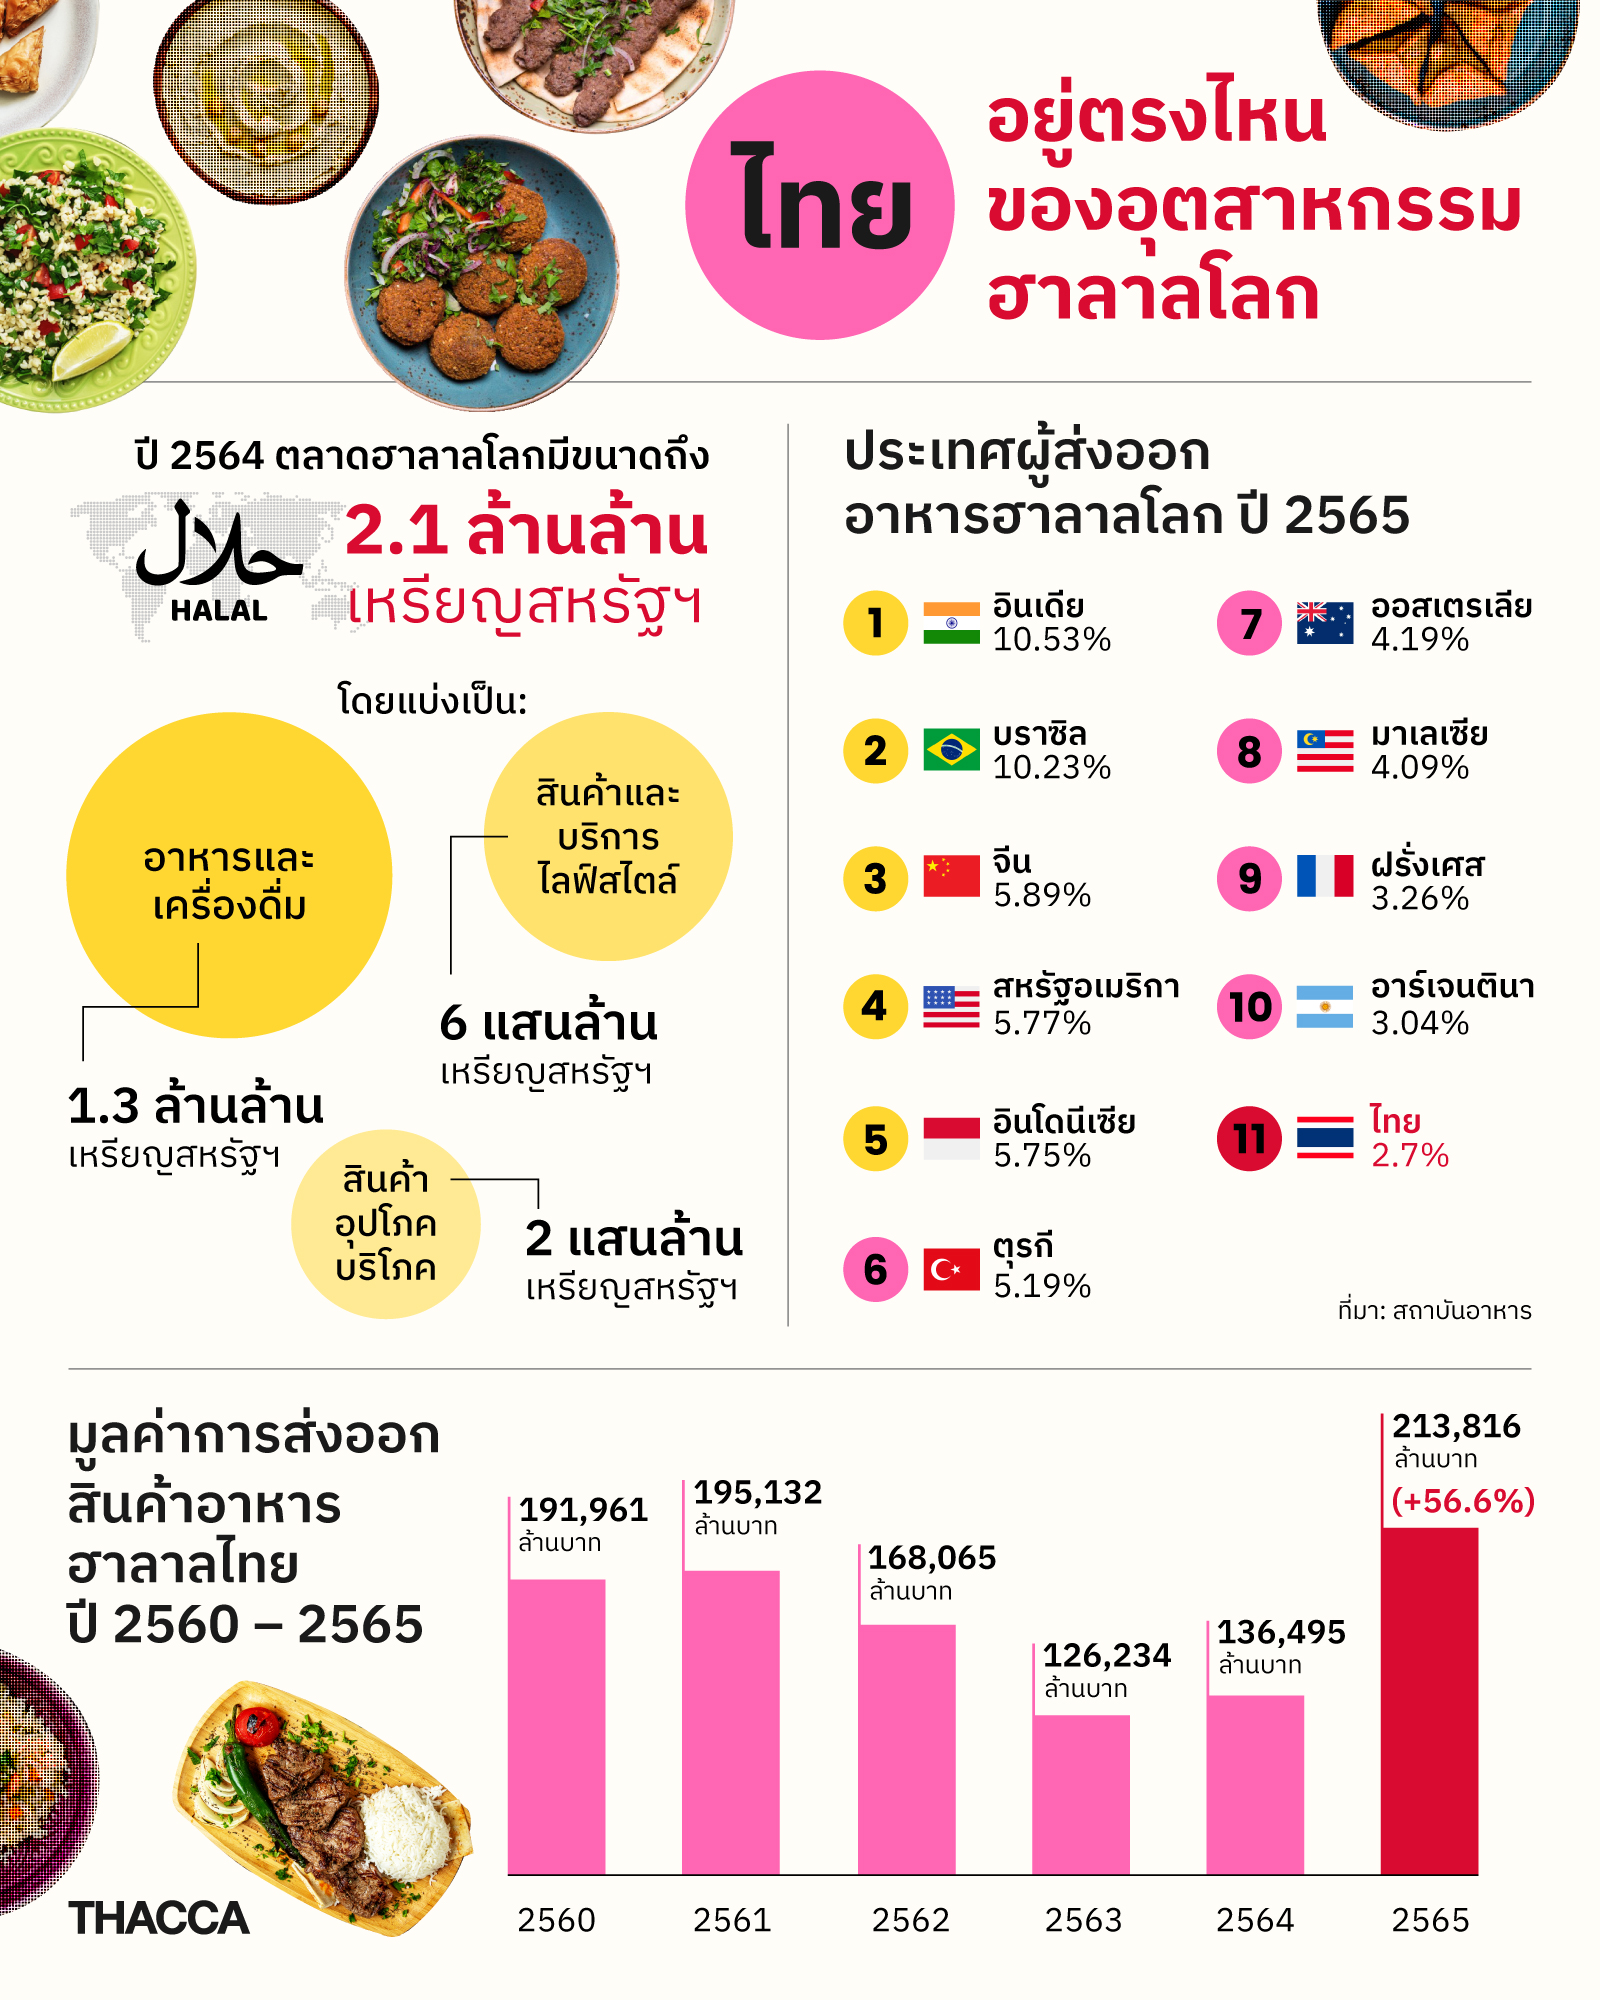 ไทย
อยู่ตรงไหน
ของอุตสาหกรรม
ฮาลาลโลก
ปี 2564 ตลาดฮาลาลโลกมีขนาดถึง
حلال
HALAL
2.1 ล้านล้าน
เหรียญสหรัฐฯ
โดยแบ่งเป็น:
อาหารและ
เครื่องดื่ม
1.3 ล้านล้าน
เหรียญสหรัฐฯ
สินค้าและ
บริการ
ไลฟ์สไตล์
6 แสนล้าน
เหรียญสหรัฐฯ
สินค้า
อุปโภค
บริโภค
2 แสนล้าน
เหรียญสหรัฐฯ
ประเทศผู้ส่งออก
อาหารฮาลาลโลก ปี 2565
1
อินเดีย
10.53%
2
บราซิล
10.23%
3
จีน
5.89%
4
สหรัฐอเมริกา
5.77%
5
อินโดนีเซีย
5.75%
6
ตุรกี
5.19%
7
ออสเตรเลีย
4.19%
8
มาเลเซีย
4.09%
9
ฝรั่งเศส
3.26%
10
อาร์เจนตินา
3.04%
11
ไทย
2.7%
ที่มา: สถาบันอาหาร
มูลค่าการส่งออก
สินค้าอาหาร
ฮาลาลไทย
ปี 2560 – 2565
191,961
ล้านบาท
195,132
ล้านบาท
168,065
ล้านบาท
126,234
ล้านบาท
136,495
ล้านบาท
213,816
ล้านบาท
(+56.6%)
2560 2561 2562 2563 2564 2565
THACCA